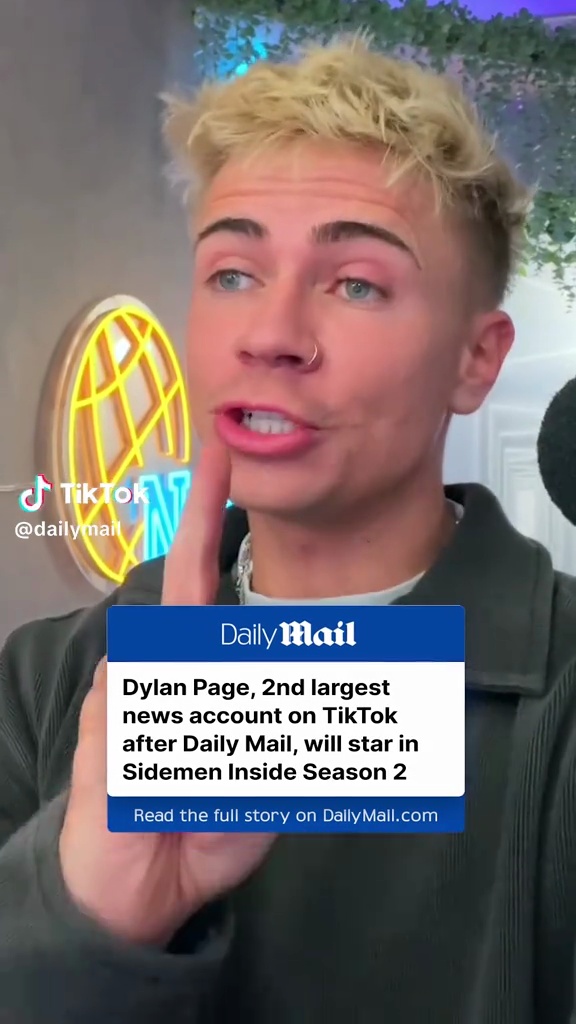 N
TikTok
@dailymail
Daily Mail
Dylan Page, 2nd largest
news account on TikTok
after Daily Mail, will star in
Sidemen Inside Season 2
Read the full story on DailyMail.com